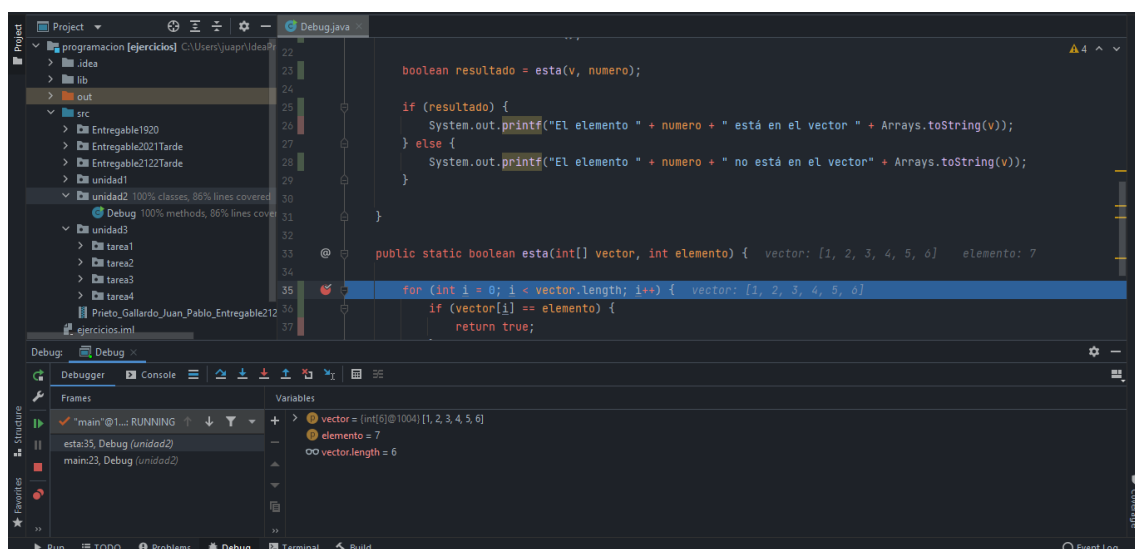 Project
Debug.java
programacion [ejercicios] C:\Users\juapr\IdeaPr
.idea
lib
out
src
Entregable1920
Entregable2021Tarde
Entregable2122Tarde
unidad1
unidad2 100% classes, 86% lines covered
Debug 100% methods, 86% lines cove
unidad3
tarea1
tarea2
tarea3
tarea4
Prieto_Gallardo_Juan_Pablo_Entregable212
ejercicios.iml
4
22
23 boolean resultado = esta(v, numero);
24
25 if (resultado) {
26 System.out.printf("El elemento " + numero + " está en el vector " + Arrays.toString(v));
27 } else {
28 System.out.printf("El elemento " + numero + " no está en el vector" + Arrays.toString(v));
29 }
30
31 }
32
33 @ public static boolean esta(int[] vector, int elemento) { vector: [1, 2, 3, 4, 5, 6] elemento: 7
34
35 for (int i = 0; i < vector.length; i++) { vector: [1, 2, 3, 4, 5, 6]
36 if (vector[i] == elemento) {
37 return true;
Debug: Debug
Debugger Console
Frames
Variables
"main"@1...: RUNNING
esta:35, Debug (unidad2)
main:23, Debug (unidad2)
vector = {int[6]@1004} [1, 2, 3, 4, 5, 6]
elemento = 7
vector.length = 6
Project
Structure
Favorites
Coverage
Run TODO Problems Debug Terminal Build
Event Log